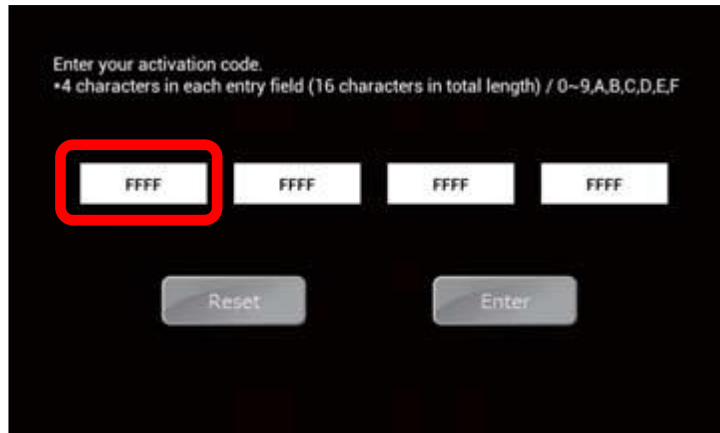 Enter your activation code.
•4 characters in each entry field (16 characters in total length) / 0~9,A,B,C,D,E,F
FFFF FFFF FFFF FFFF
Reset Enter